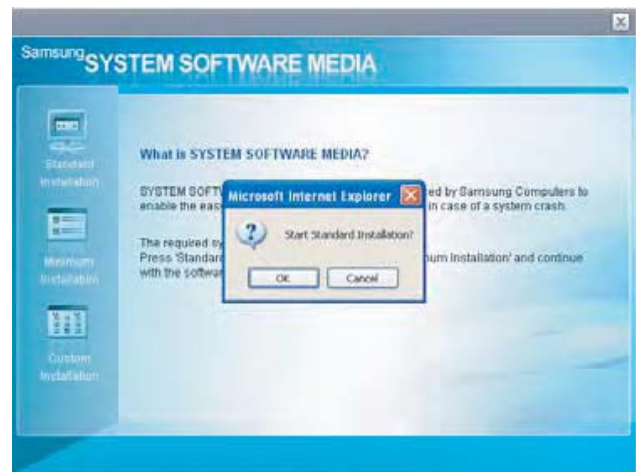 Samsung SYSTEM SOFTWARE MEDIA
Standard
Installation
Minimum
Installation
Custom
Installation
What is SYSTEM SOFTWARE MEDIA?
SYSTEM SOFTW ed by Samsung Computers to
enable the eas in case of a system crash.
The required sy
Press 'Standar um Installation' and continue
with the softwar
Microsoft Internet Explorer
Start Standard Installation?
OK
Cancel